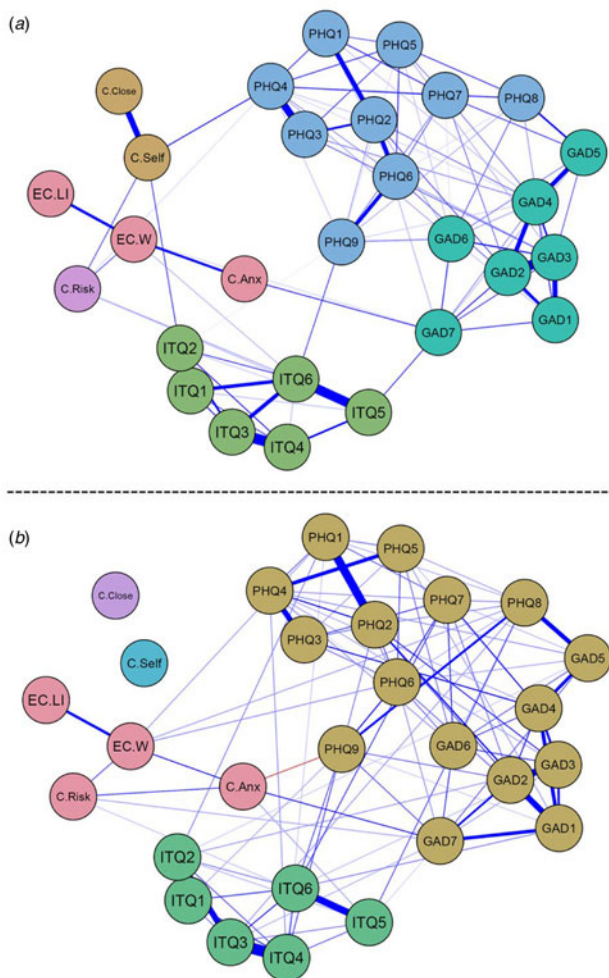 (a)
PHQ1
PHQ5
C.Close
PHQ4
PHQ7
PHQ8
PHQ2
PHQ3
C.Self
GAD5
PHQ6
EC.LI
GAD4
EC.W
PHQ9
GAD6
GAD3
C.Risk
C.Anx
GAD2
GAD1
GAD7
ITQ2
ITQ6
ITQ1
ITQ5
ITQ3
ITQ4
(b)
PHQ1
PHQ5
C.Close
PHQ4
PHQ7
PHQ8
PHQ2
PHQ3
C.Self
GAD5
PHQ6
EC.LI
GAD4
EC.W
PHQ9
GAD6
GAD3
C.Risk
C.Anx
GAD2
GAD1
GAD7
ITQ2
ITQ6
ITQ1
ITQ5
ITQ3
ITQ4